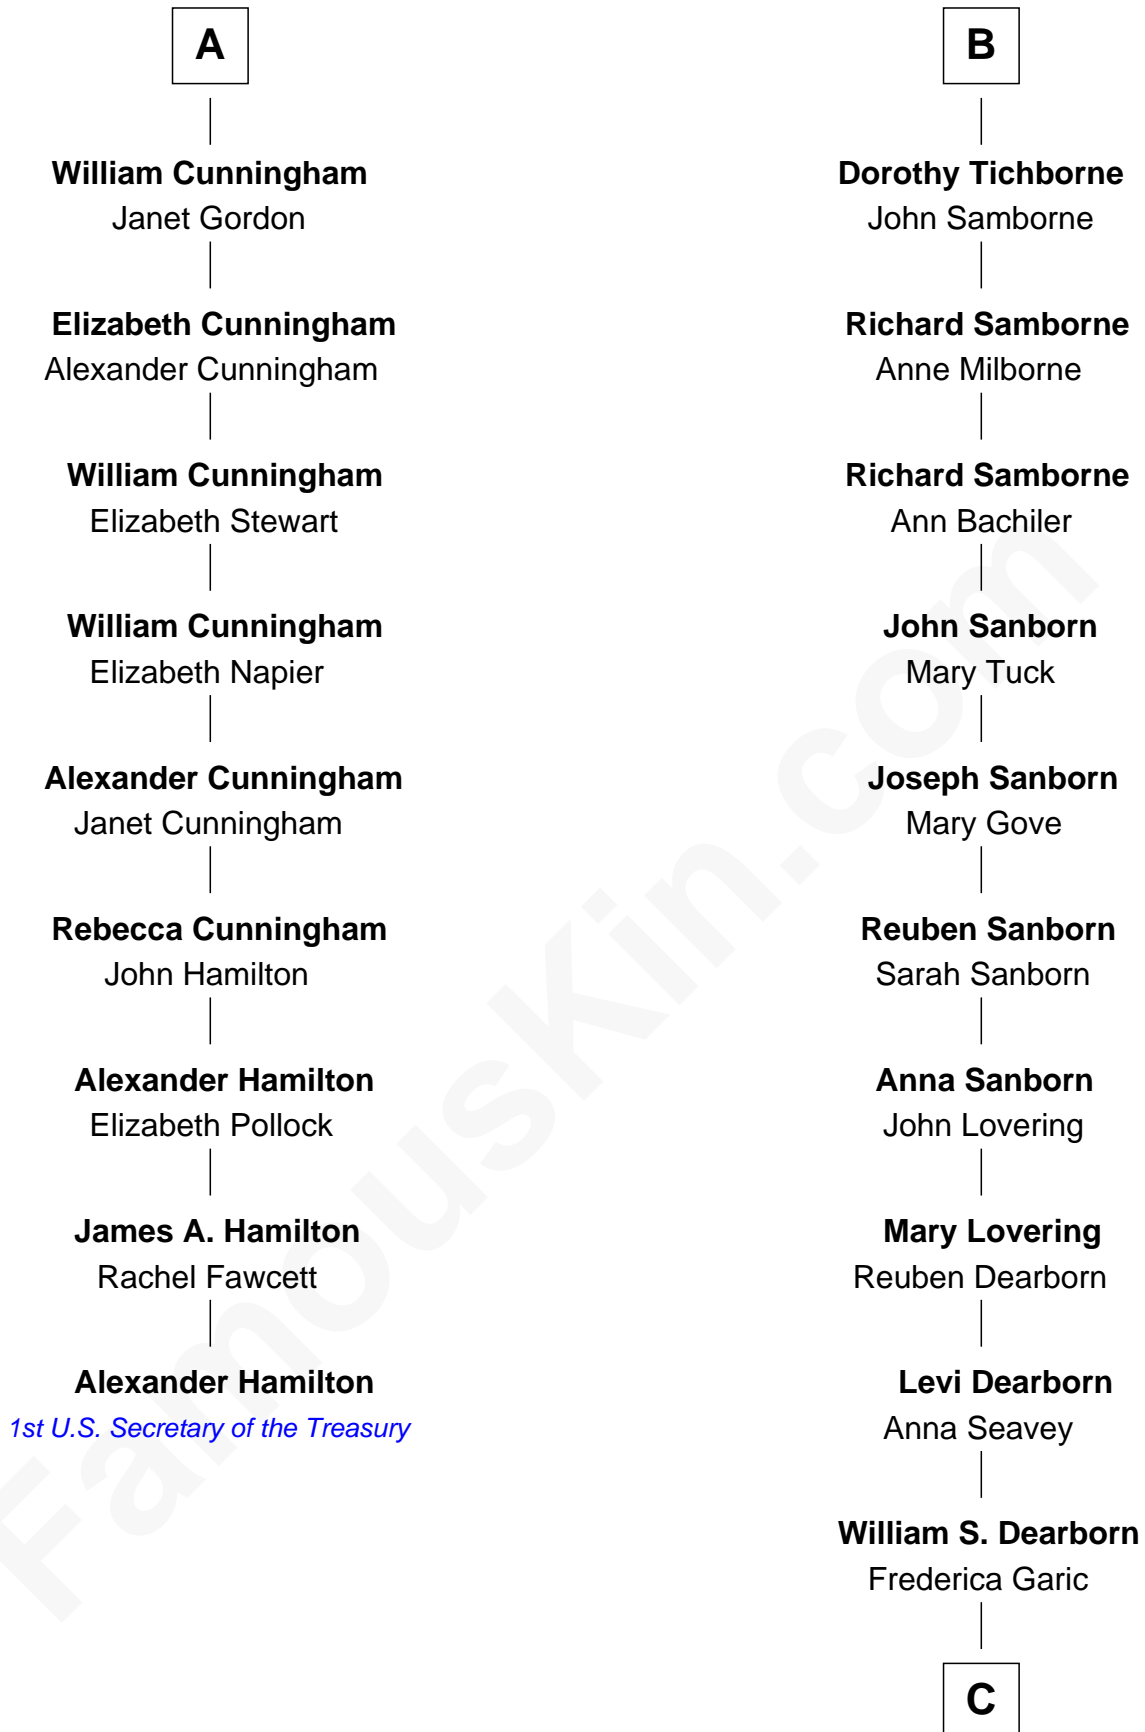 A
William Cunningham
Janet Gordon
Elizabeth Cunningham
Alexander Cunningham
William Cunningham
Elizabeth Stewart
William Cunningham
Elizabeth Napier
Alexander Cunningham
Janet Cunningham
Rebecca Cunningham
John Hamilton
Alexander Hamilton
Elizabeth Pollock
James A. Hamilton
Rachel Fawcett
Alexander Hamilton
1st U.S. Secretary of the Treasury
B
Dorothy Tichborne
John Samborne
Richard Samborne
Anne Milborne
Richard Samborne
Ann Bachiler
John Sanborn
Mary Tuck
Joseph Sanborn
Mary Gove
Reuben Sanborn
Sarah Sanborn
Anna Sanborn
John Lovering
Mary Lovering
Reuben Dearborn
Levi Dearborn
Anna Seavey
William S. Dearborn
Frederica Garic
C
FamousKin.com